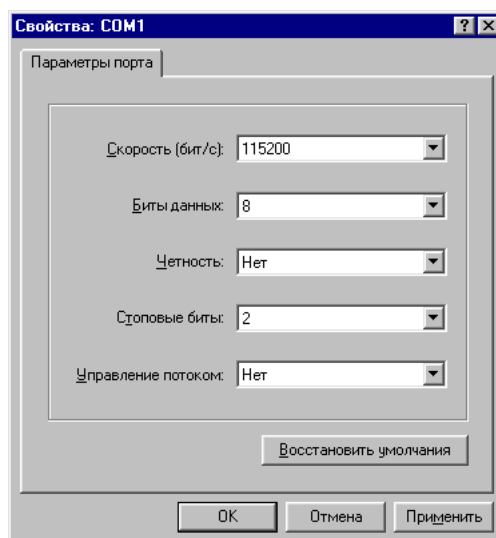 Свойства: COM1
Параметры порта
Скорость (бит/с): 115200
Биты данных: 8
Четность: Нет
Стоповые биты: 2
Управление потоком: Нет
Восстановить умолчания
OK Отмена Применить